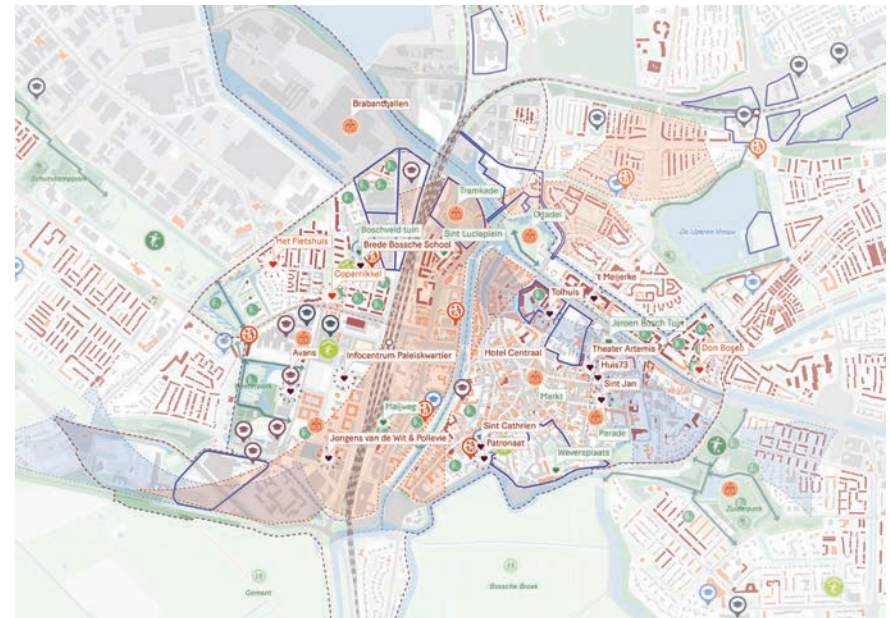 Brabanthallen
Tramkade
Citadel
De IJzeren Vrouw
Boschveld tuin
Sint Luciaplein
Het Fietshuis
Brede Bossche School
Copernikkel
't Meijerke
Tolhuis
Jeroen Bosch Tuin
Avans
Infocentrum Paleiskwartier
Hotel Centraal
Theater Artemis
Don Bosco
Huis73
Sint Jan
Markt
Maijweg
Sint Cathrien
Parade
Jongens van de Wit & Pollevie
Patronaat
Weversplaats
Zuiderpark
Gement
Bossche Broek